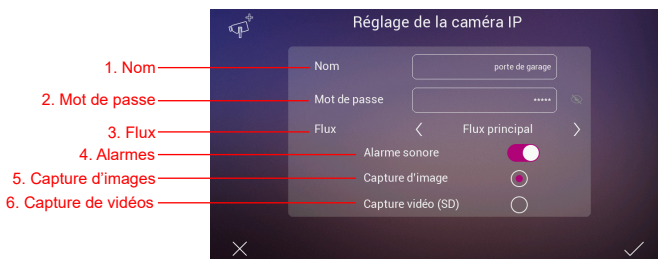 Réglage de la caméra IP
1. Nom
Nom
porte de garage
2. Mot de passe
Mot de passe
*****
3. Flux
Flux
Flux principal
4. Alarmes
Alarme sonore
5. Capture d'images
Capture d'image
6. Capture de vidéos
Capture vidéo (SD)